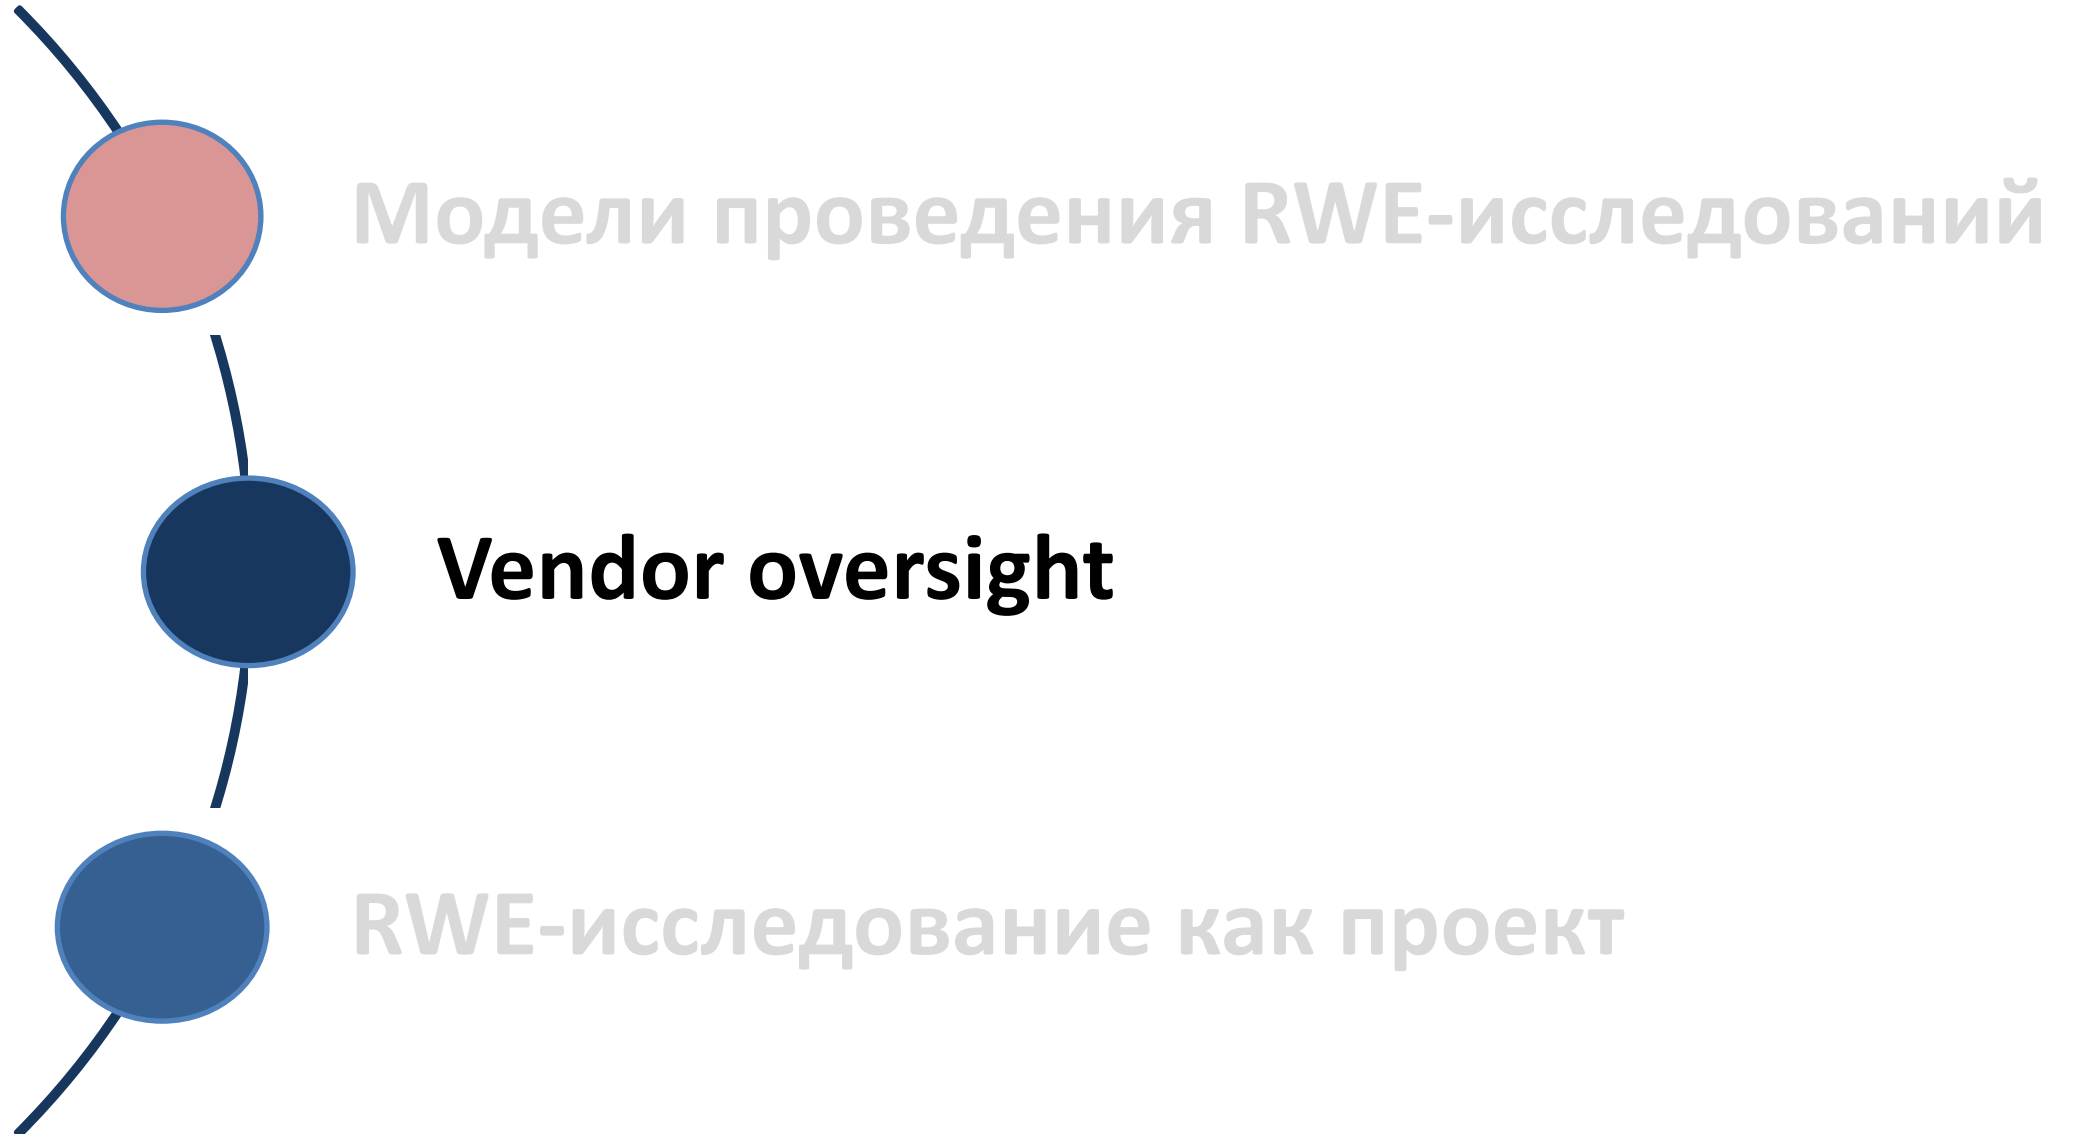 Модели проведения RWE-исследований
Vendor oversight
RWE-исследование как проект